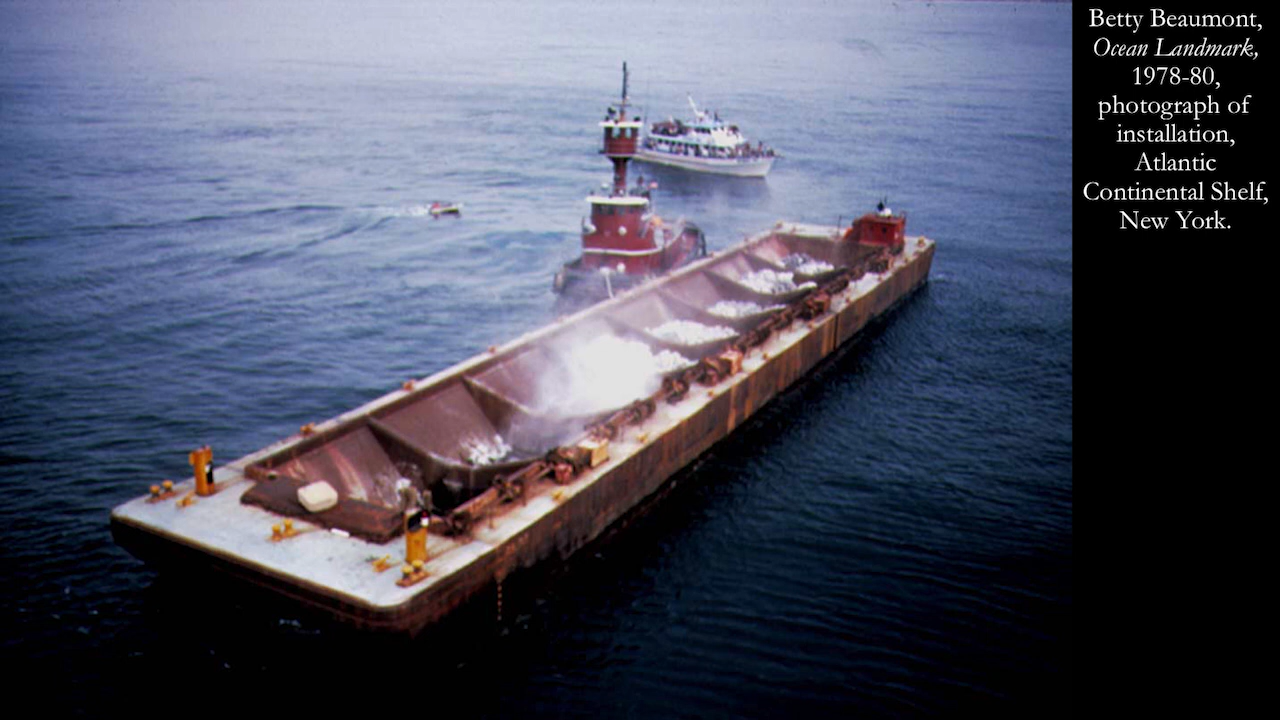 Betty Beaumont,
Ocean Landmark,
1978-80,
photograph of
installation,
Atlantic
Continental Shelf,
New York.